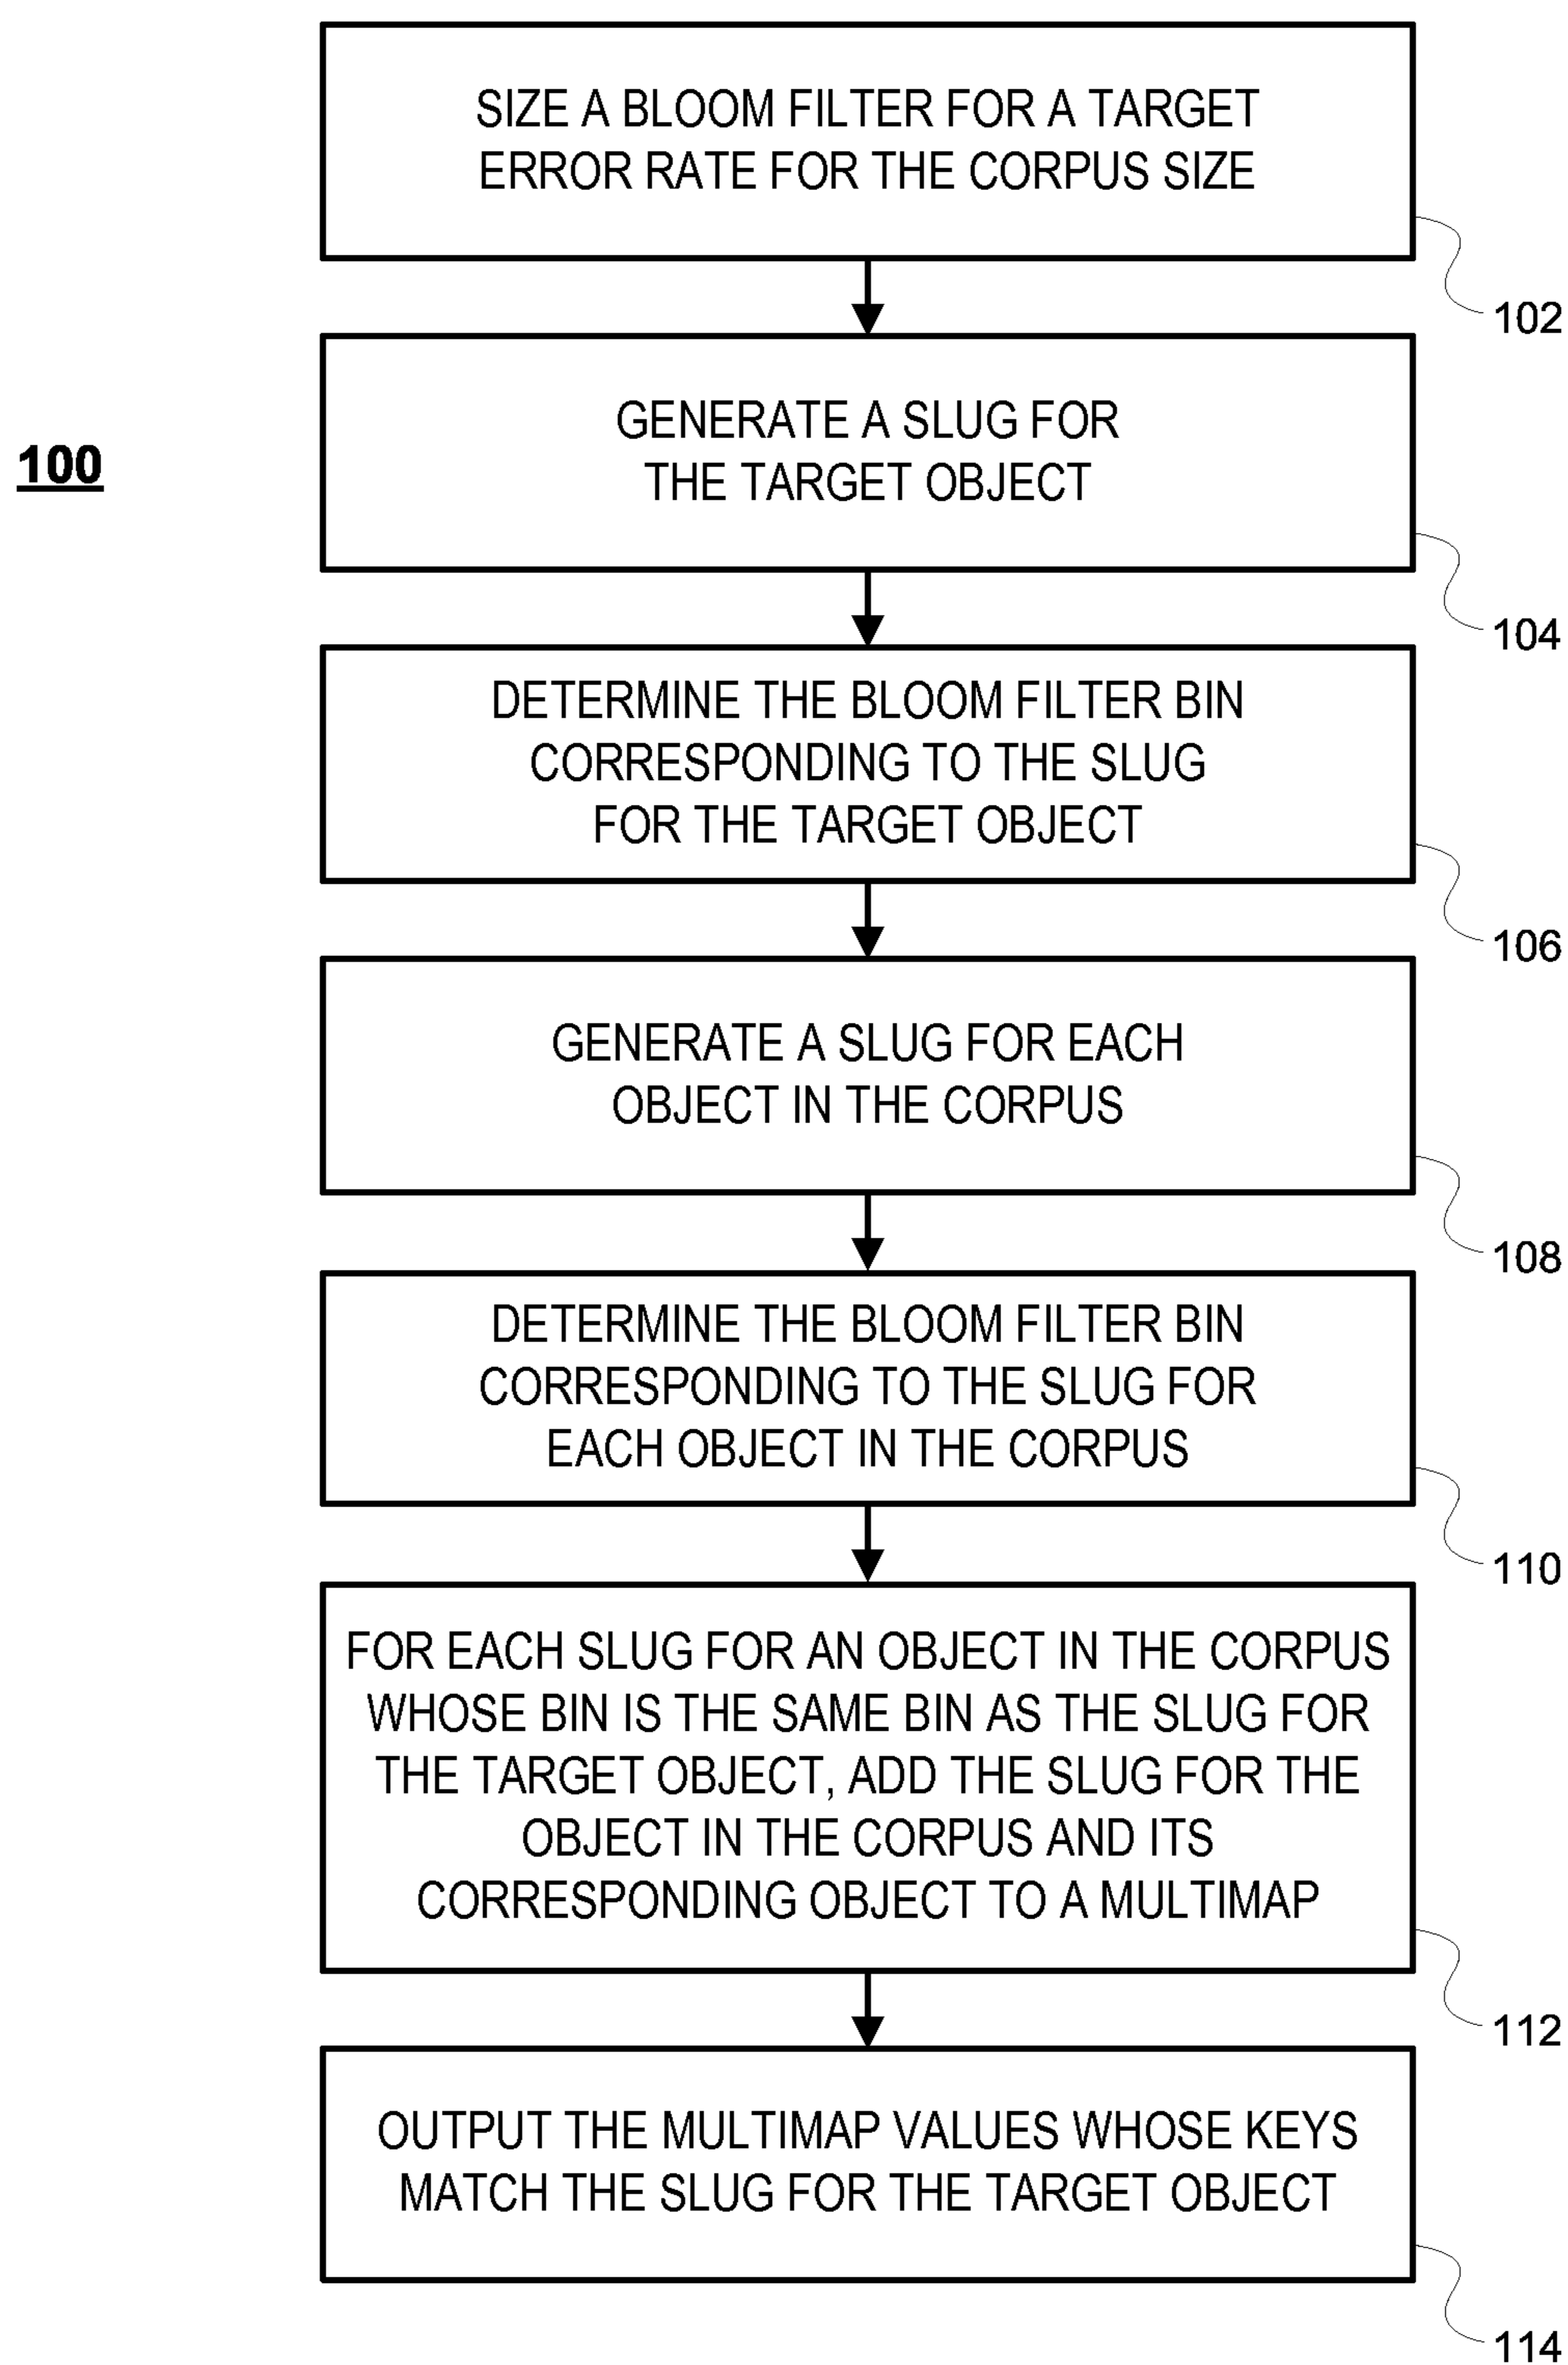 SIZE A BLOOM FILTER FOR A TARGET
ERROR RATE FOR THE CORPUS SIZE
102
100
GENERATE A SLUG FOR
THE TARGET OBJECT
104
DETERMINE THE BLOOM FILTER BIN
CORRESPONDING TO THE SLUG
FOR THE TARGET OBJECT
106
GENERATE A SLUG FOR EACH
OBJECT IN THE CORPUS
108
DETERMINE THE BLOOM FILTER BIN
CORRESPONDING TO THE SLUG FOR
EACH OBJECT IN THE CORPUS
110
FOR EACH SLUG FOR AN OBJECT IN THE CORPUS
WHOSE BIN IS THE SAME BIN AS THE SLUG FOR
THE TARGET OBJECT, ADD THE SLUG FOR THE
OBJECT IN THE CORPUS AND ITS
CORRESPONDING OBJECT TO A MULTIMAP
112
OUTPUT THE MULTIMAP VALUES WHOSE KEYS
MATCH THE SLUG FOR THE TARGET OBJECT
114